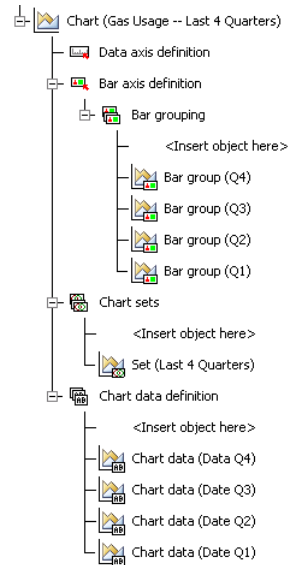 Chart (Gas Usage -- Last 4 Quarters)
Data axis definition
Bar axis definition
Bar grouping
<Insert object here>
Bar group (Q4)
Bar group (Q3)
Bar group (Q2)
Bar group (Q1)
Chart sets
<Insert object here>
Set (Last 4 Quarters)
Chart data definition
<Insert object here>
Chart data (Data Q4)
Chart data (Date Q3)
Chart data (Date Q2)
Chart data (Date Q1)